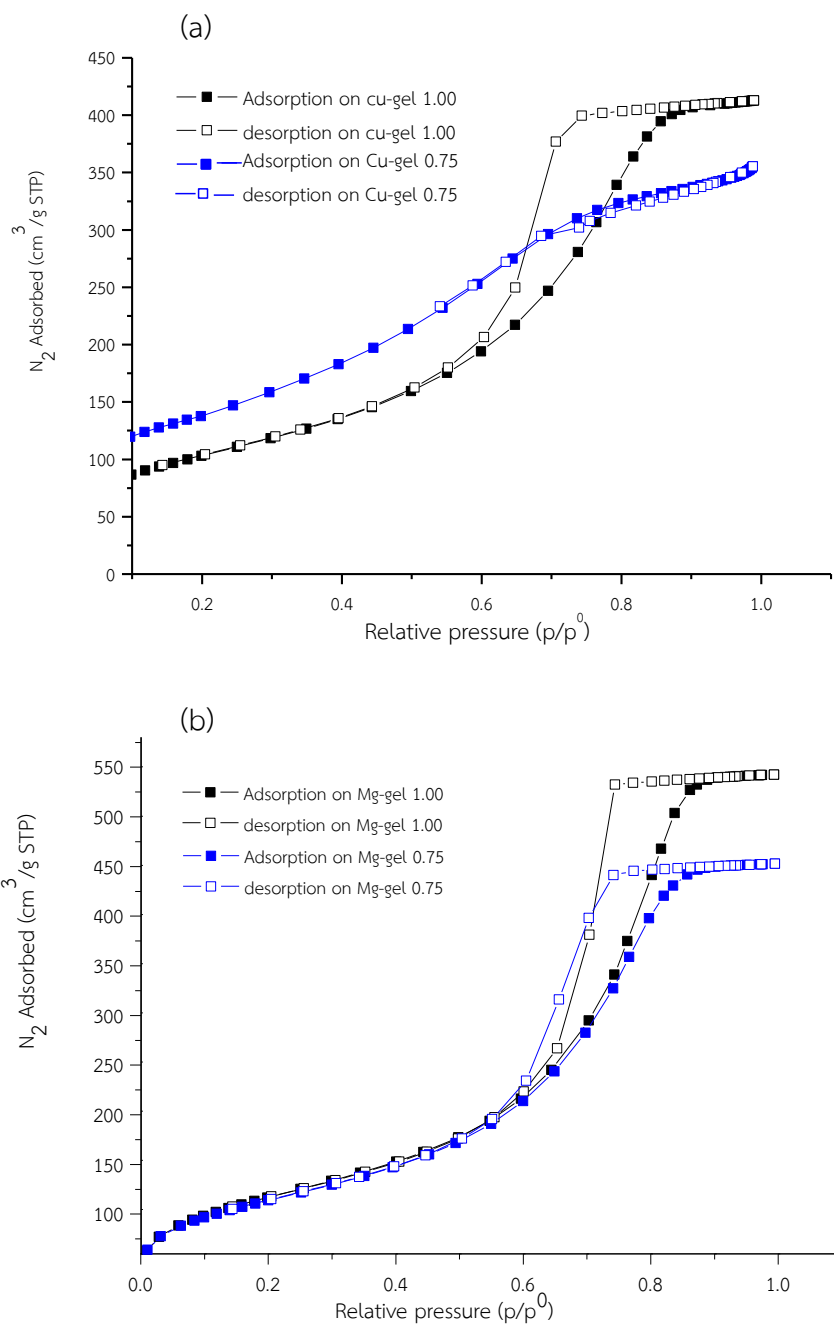 (a)
450
400
350
300
250
200
150
100
50
0
N2 Adsorbed (cm3/g STP)
Adsorption on cu-gel 1.00
desorption on cu-gel 1.00
Adsorption on Cu-gel 0.75
desorption on Cu-gel 0.75
0.2 0.4 0.6 0.8 1.0
Relative pressure (p/p0)
(b)
550
500
450
400
350
300
250
200
150
100
N2 Adsorbed (cm3/g STP)
Adsorption on Mg-gel 1.00
desorption on Mg-gel 1.00
Adsorption on Mg-gel 0.75
desorption on Mg-gel 0.75
0.0 0.2 0.4 0.6 0.8 1.0
Relative pressure (p/p0)